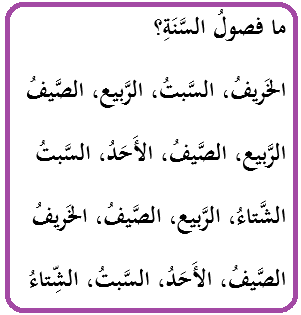 ما فصولُ السَّنَةِ؟
الخَريفُ، السَّبتُ، الرَّبيع، الصَّيفُ
الرَّبيع، الصَّيفُ، الأَحَدُ، السَّبتُ
الشَّتاءُ، الرَّبيع، الصَّيفُ، الخَريفُ
الصَّيفُ، الأَحَدُ، السَّبتُ، الشِّتاءُ